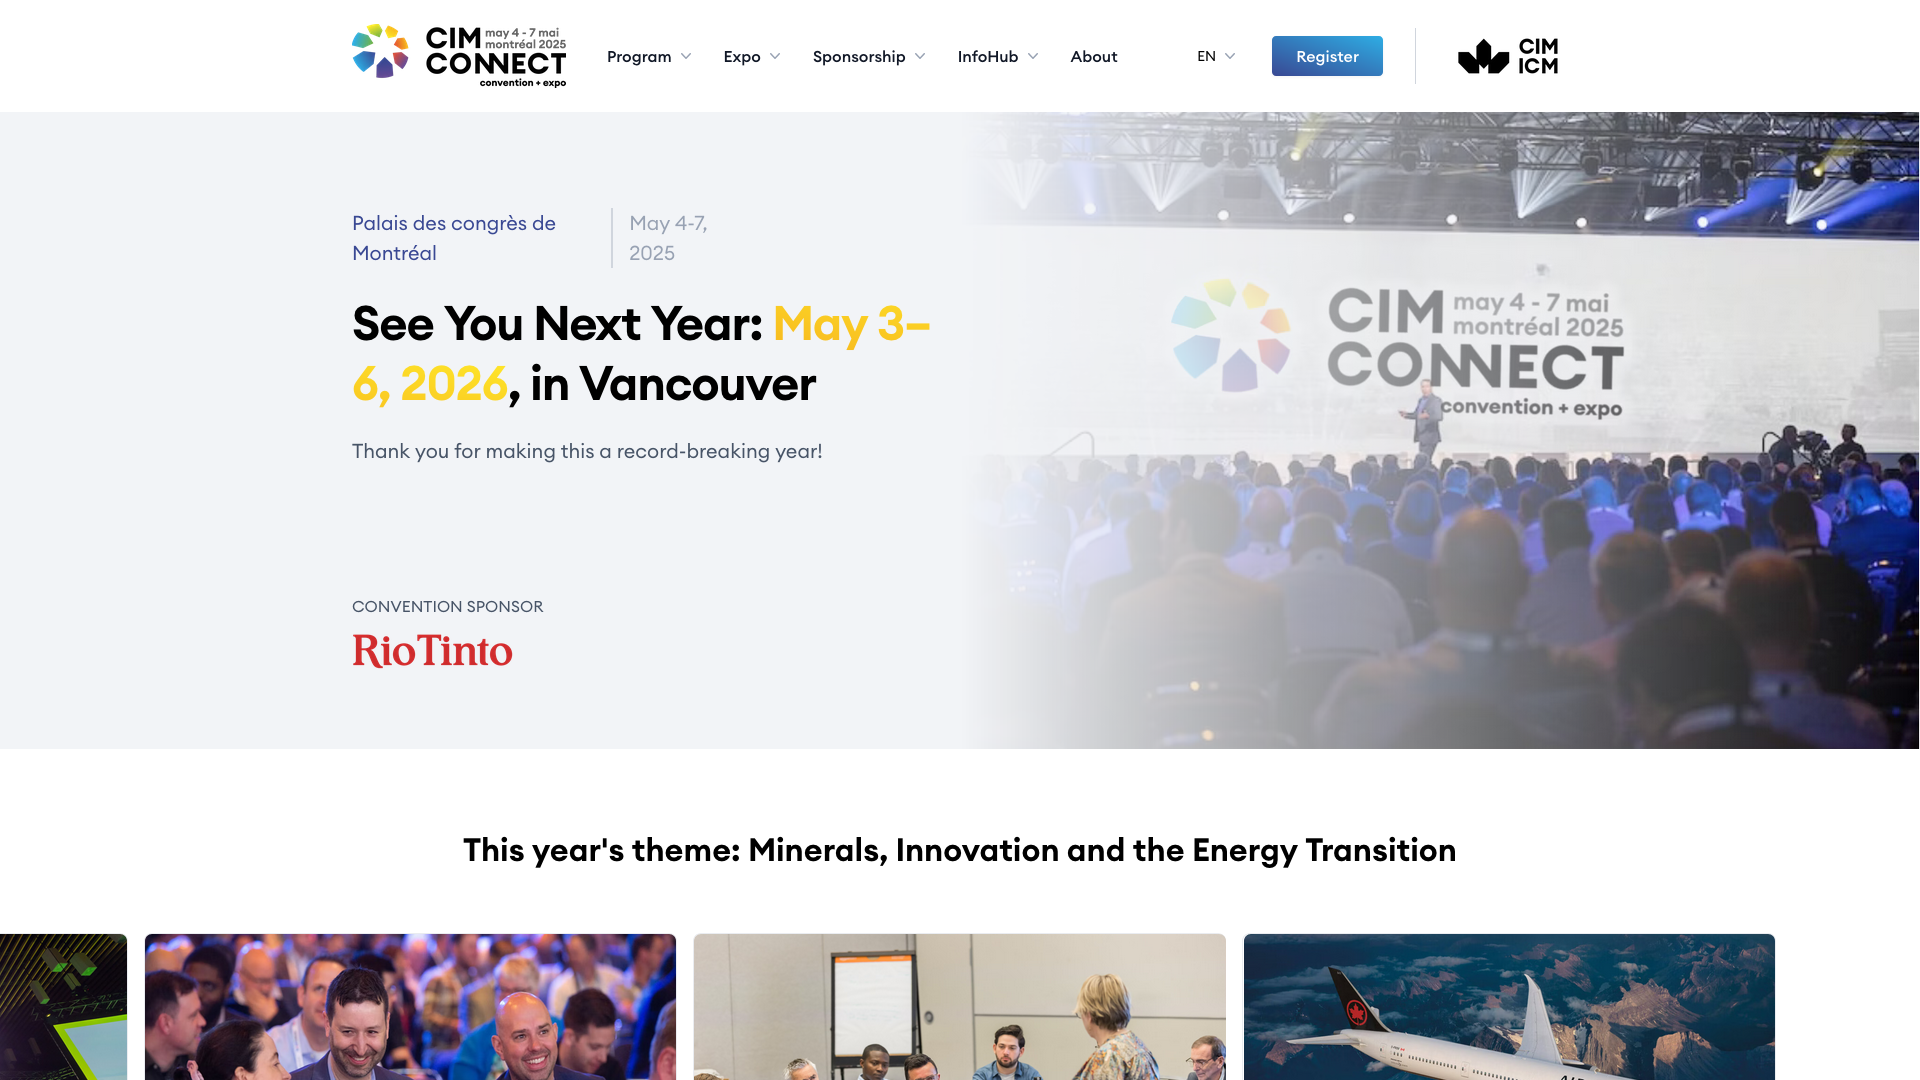 CIM may 4 - 7 mai
montréal 2025
CONNECT
convention + expo
Program
Expo
Sponsorship
InfoHub
About
EN
Register
CIM
ICM
Palais des congrès de
Montréal
May 4-7,
2025
See You Next Year: May 3–
6, 2026, in Vancouver
Thank you for making this a record-breaking year!
CONVENTION SPONSOR
RioTinto
CIM may 4 - 7 mai
montréal 2025
CONNECT
convention + expo
This year's theme: Minerals, Innovation and the Energy Transition